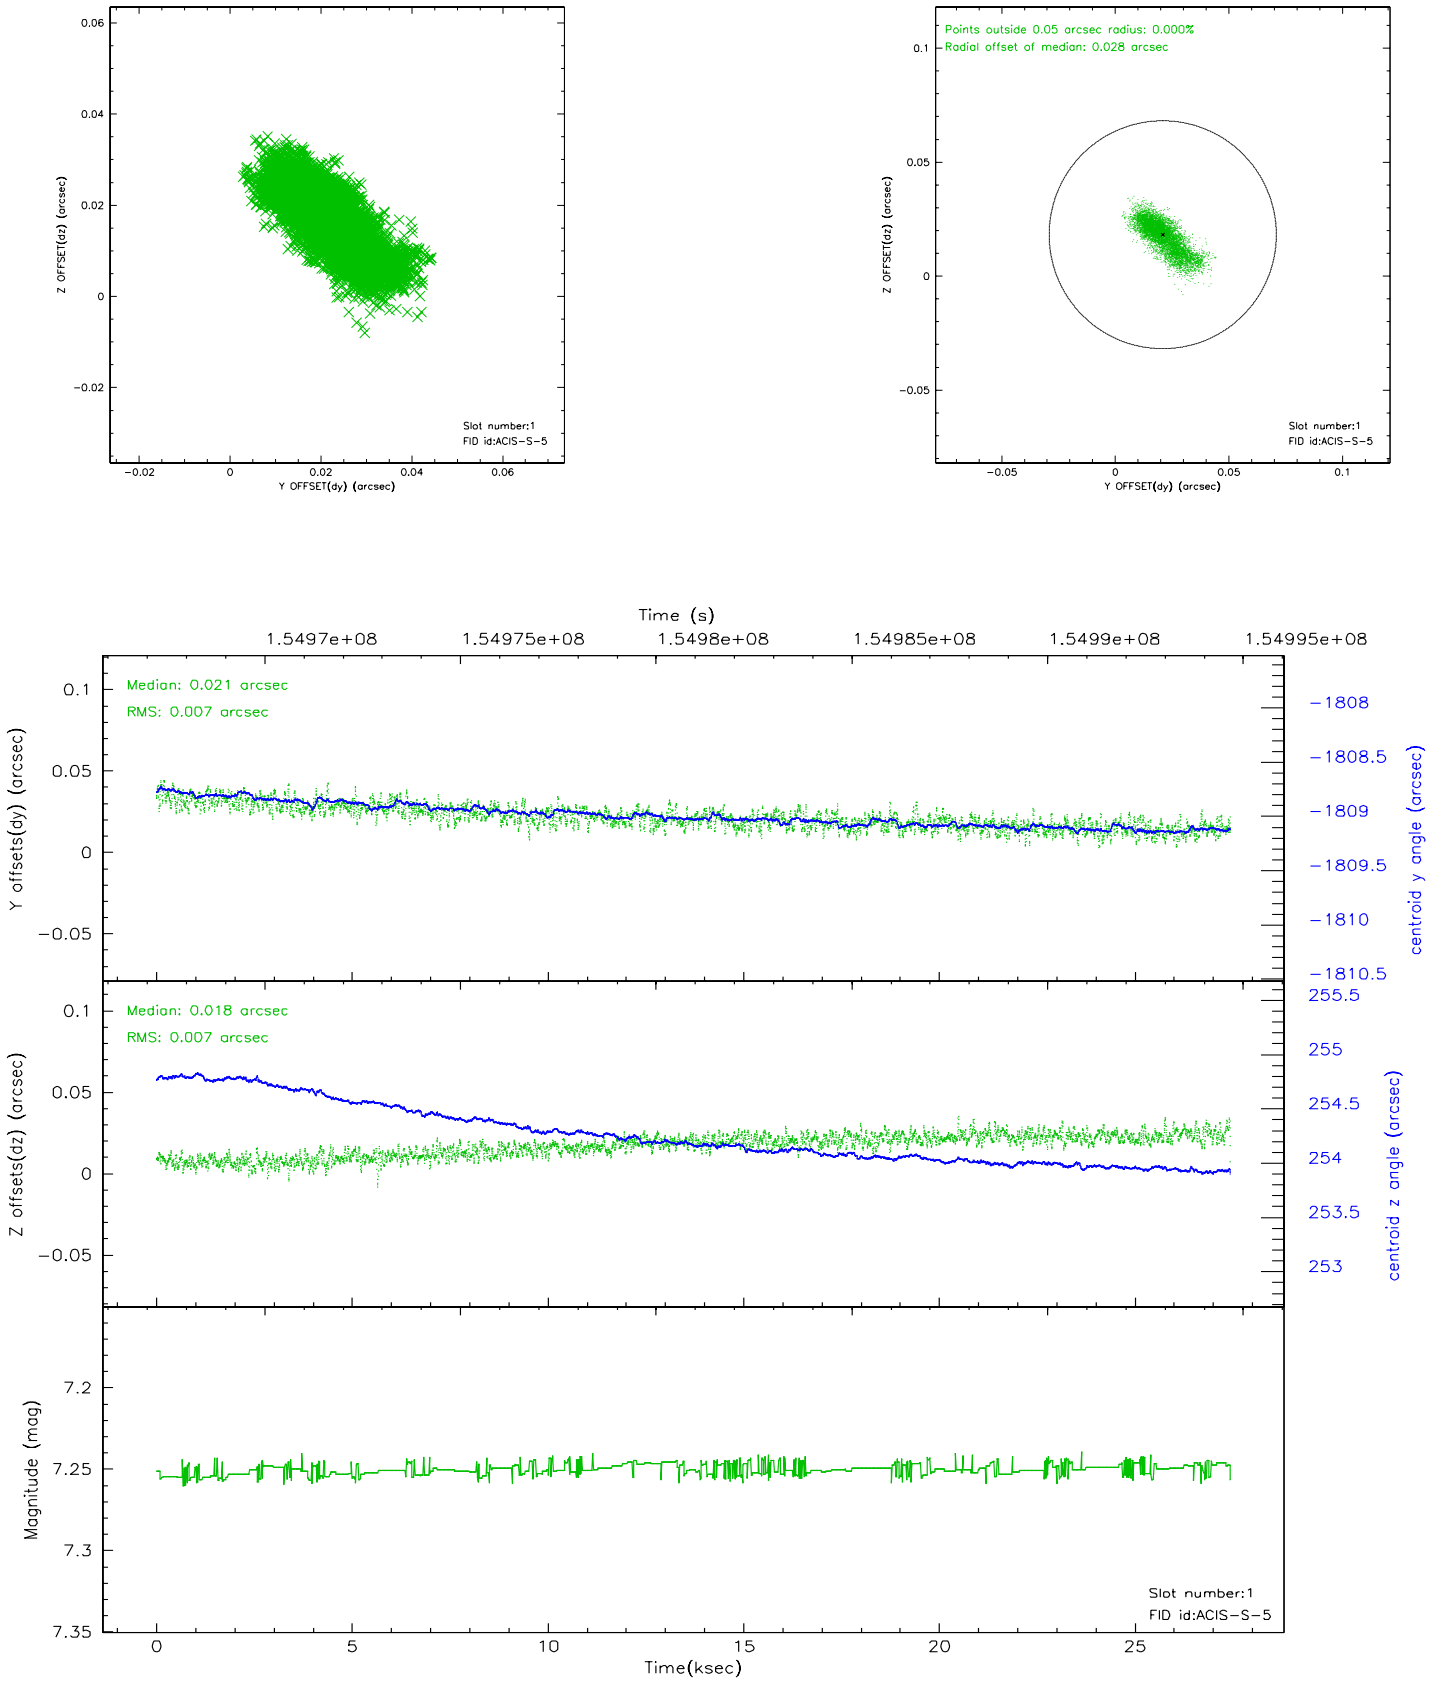 0.06
0.04
0.02
0
-0.02
Z OFFSET(dz) (arcsec)
Slot number:1
FID id:ACIS-S-5
-0.02 0 0.02 0.04 0.06
Y OFFSET(dy) (arcsec)
Points outside 0.05 arcsec radius: 0.000%
Radial offset of median: 0.028 arcsec
0.1
0.05
0
-0.05
Z OFFSET(dz) (arcsec)
Slot number:1
FID id:ACIS-S-5
-0.05 0 0.05 0.1
Y OFFSET(dy) (arcsec)
Time (s)
1.5497e+08 1.54975e+08 1.5498e+08 1.54985e+08 1.5499e+08 1.54995e+08
Median: 0.021 arcsec
RMS: 0.007 arcsec
0.1
0.05
0
-0.05
Y offsets(dy) (arcsec)
-1808
-1808.5
-1809
-1809.5
-1810
-1810.5
centroid y angle (arcsec)
Median: 0.018 arcsec
RMS: 0.007 arcsec
0.1
0.05
0
-0.05
Z offsets(dz) (arcsec)
255.5
255
254.5
254
253.5
253
centroid z angle (arcsec)
7.2
7.25
7.3
7.35
Magnitude (mag)
Slot number:1
FID id:ACIS-S-5
0 5 10 15 20 25
Time(ksec)